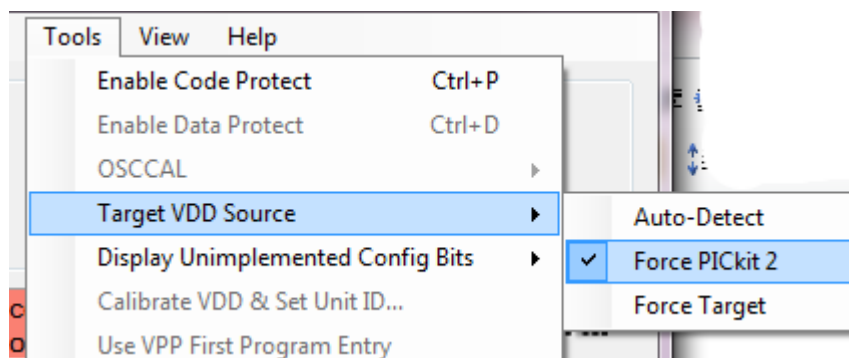 Tools View Help
Enable Code Protect Ctrl+P
Enable Data Protect Ctrl+D
OSCCAL
Target VDD Source
Auto-Detect
Display Unimplemented Config Bits
Force PICkit 2
Calibrate VDD & Set Unit ID...
Force Target
Use VPP First Program Entry